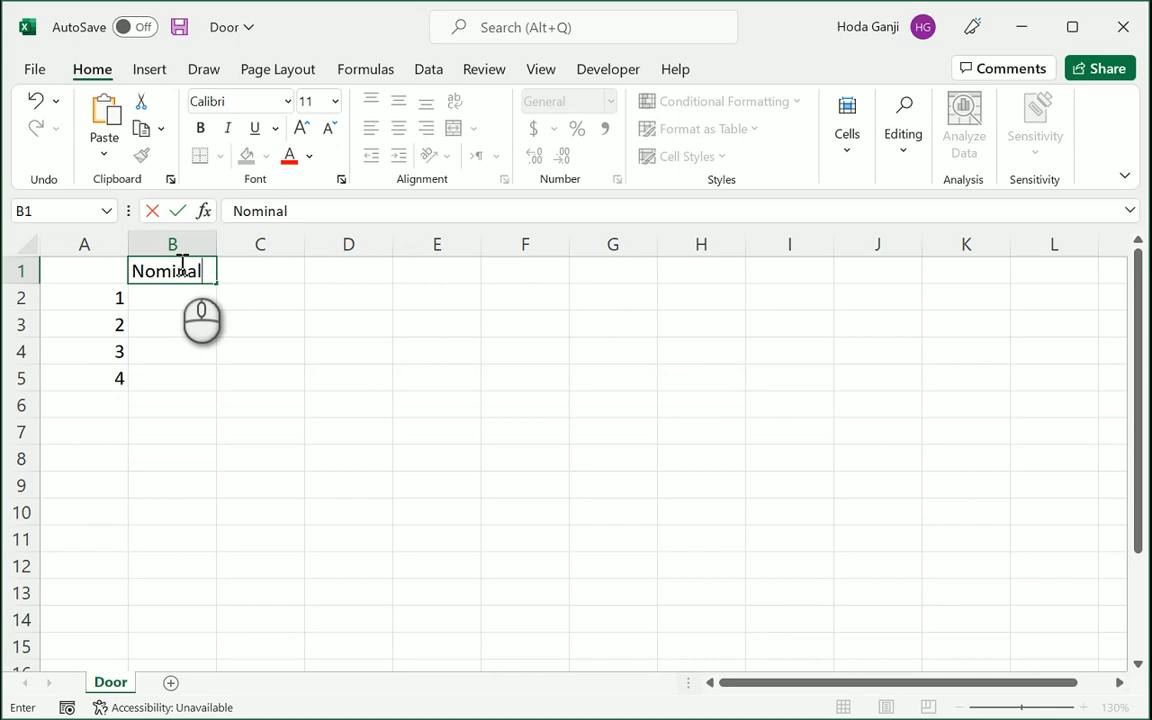 AutoSave Off Door Search (Alt+Q) Hoda Ganji HG
File Home Insert Draw Page Layout Formulas Data Review View Developer Help Comments Share
Paste Calibri 11 B I U A A A General $ % 9 .00 Conditional Formatting Format as Table Cell Styles Cells Editing Analyze Data Sensitivity
Undo Clipboard Font Alignment Number Styles Analysis Sensitivity
B1 fx Nominal
A B C D E F G H I J K L
1 Nominal
2 1
3 2
4 3
5 4
6
7
8
9
10
11
12
13
14
15
Door
Enter Accessibility: Unavailable 130%